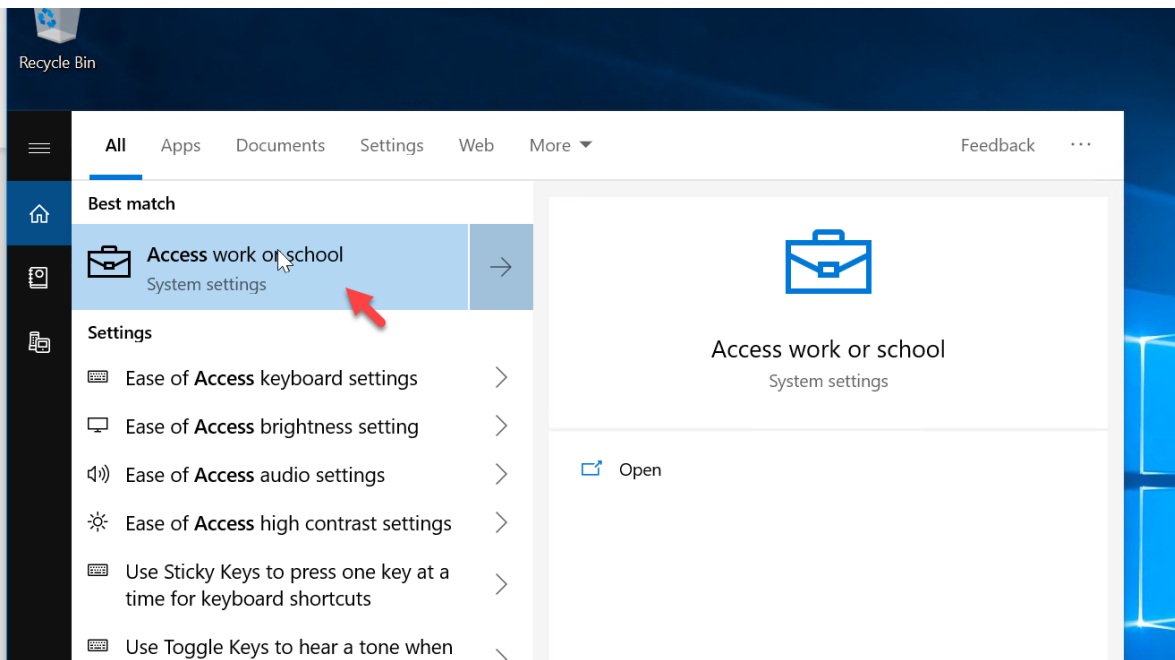 Recycle Bin
All Apps Documents Settings Web More Feedback ...
Best match
Access work or school
System settings
Settings
Ease of Access keyboard settings
Ease of Access brightness setting
Ease of Access audio settings
Ease of Access high contrast settings
Use Sticky Keys to press one key at a
time for keyboard shortcuts
Use Toggle Keys to hear a tone when
Access work or school
System settings
Open